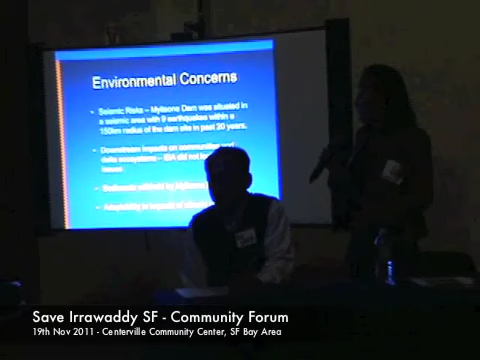 Environmental Concerns
Seismic Risks – Myitsone Dam was situated in
a seismic area with 9 earthquakes within a
150km radius of the dam site in past 20 years.
Downstream impacts on communities and
ecosystems – EIA did not
Sediments
Adaptability to impacts of
Save Irrawaddy SF - Community Forum
19th Nov 2011 - Centerville Community Center, SF Bay Area